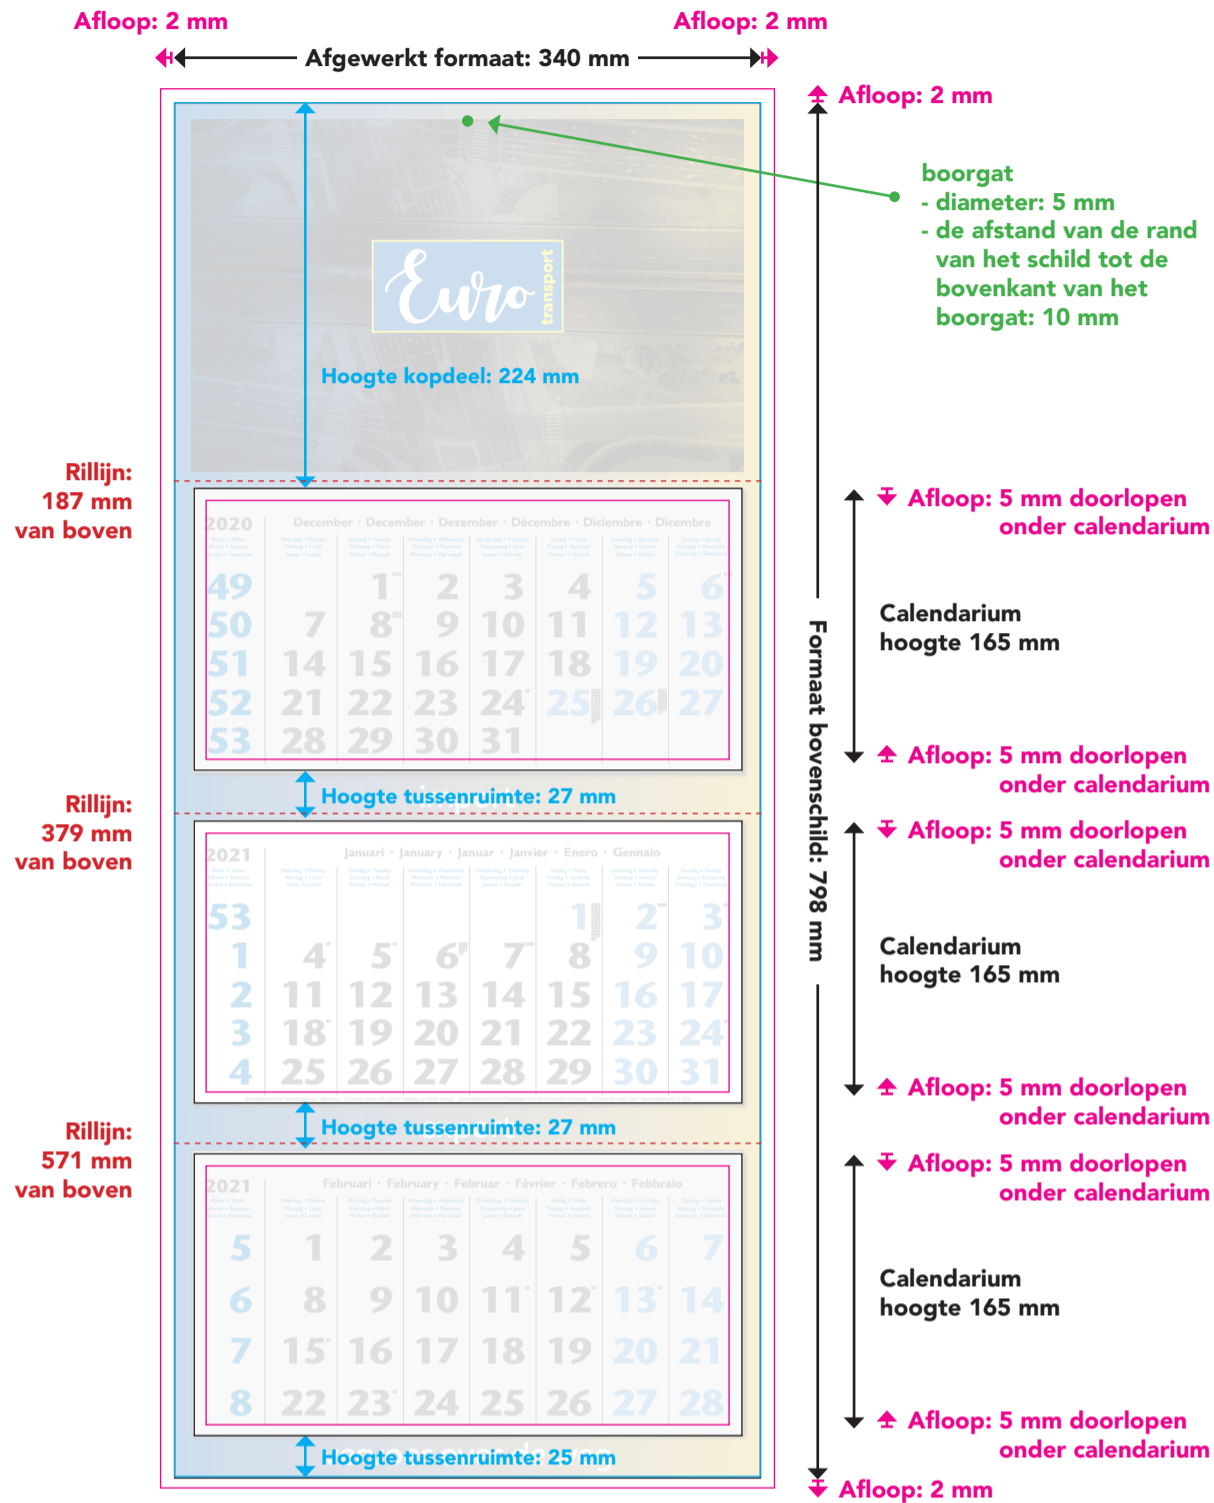 Afloop: 2 mm
Afloop: 2 mm
Afgewerkt formaat: 340 mm
Afloop: 2 mm
boorgat
- diameter: 5 mm
- de afstand van de rand
van het schild tot de
bovenkant van het
boorgat: 10 mm
Euro
transport
Hoogte kopdeel: 224 mm
Rillijn:
187 mm
van boven
Afloop: 5 mm doorlopen
onder calendarium
2020
December · December · Dezember · Décembre · Diciembre · Dicembre
49 1 2 3 4 5 6
50 7 8 9 10 11 12 13
51 14 15 16 17 18 19 20
52 21 22 23 24 25 26 27
53 28 29 30 31
Calendarium
hoogte 165 mm
Formaat bovenschild: 798 mm
Afloop: 5 mm doorlopen
onder calendarium
import
Hoogte tussenruimte: 27 mm
Rillijn:
379 mm
van boven
Afloop: 5 mm doorlopen
onder calendarium
2021
Januari · January · Januar · Janvier · Enero · Gennaio
53 1 2 3
1 4 5 6 7 8 9 10
2 11 12 13 14 15 16 17
3 18 19 20 21 22 23 24
4 25 26 27 28 29 30 31
Calendarium
hoogte 165 mm
Afloop: 5 mm doorlopen
onder calendarium
Hoogte tussenruimte: 27 mm
Rillijn:
571 mm
van boven
Afloop: 5 mm doorlopen
onder calendarium
2021
Februari · February · Februar · Février · Febrero · Febbraio
5 1 2 3 4 5 6 7
6 8 9 10 11 12 13 14
7 15 16 17 18 19 20 21
8 22 23 24 25 26 27 28
Calendarium
hoogte 165 mm
Afloop: 5 mm doorlopen
onder calendarium
Hoogte tussenruimte: 25 mm
Afloop: 2 mm